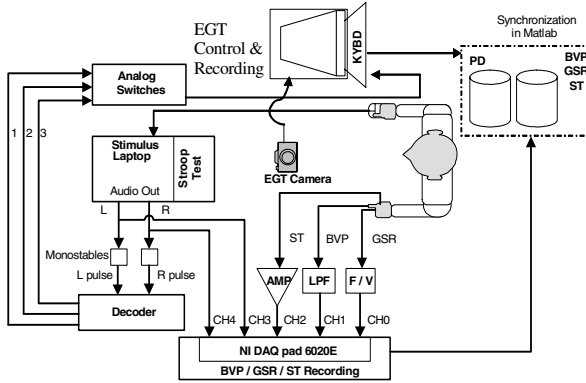 EGT
Control &
Recording
KYBD
Synchronization
in Matlab
PD
BVP
GSR
ST
Analog
Switches
1
2
3
Stimulus
Laptop
Stroop
Test
Audio Out
L
R
EGT Camera
ST
BVP
GSR
Monostables
L pulse
R pulse
AMP
LPF
F / V
Decoder
CH4
CH3
CH2
CH1
CH0
NI DAQ pad 6020E
BVP / GSR / ST Recording